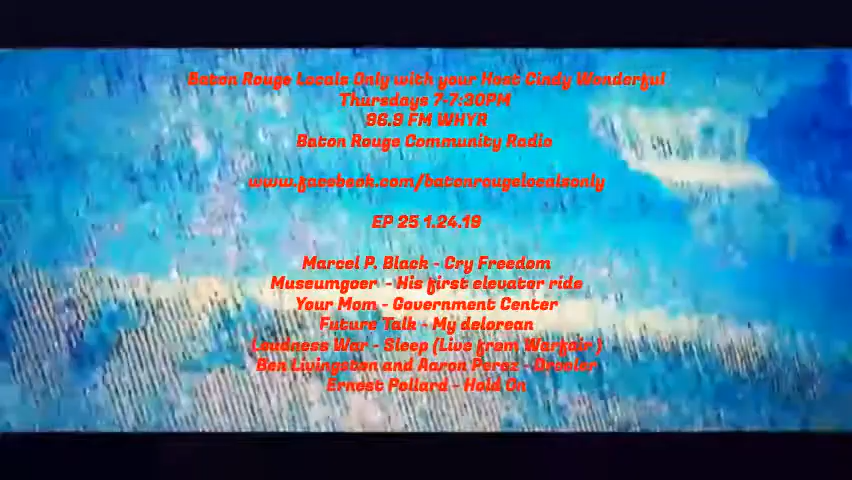 Baton Rouge Locals Only with your Host Cindy Wonderful
Thursdays 7-7:30PM
96.9 FM WHYR
Baton Rouge Community Radio
www.facebook.com/batonrougelocalsonly
EP 25 1.24.19
Marcel P. Black - Cry Freedom
Museumgoer - His first elevator ride
Your Mom - Government Center
Future Talk - My delorean
Loudness War - Sleep (Live from Warfair)
Ben Livingston and Aaron Perez - Drooler
Ernest Pollard - Hold On